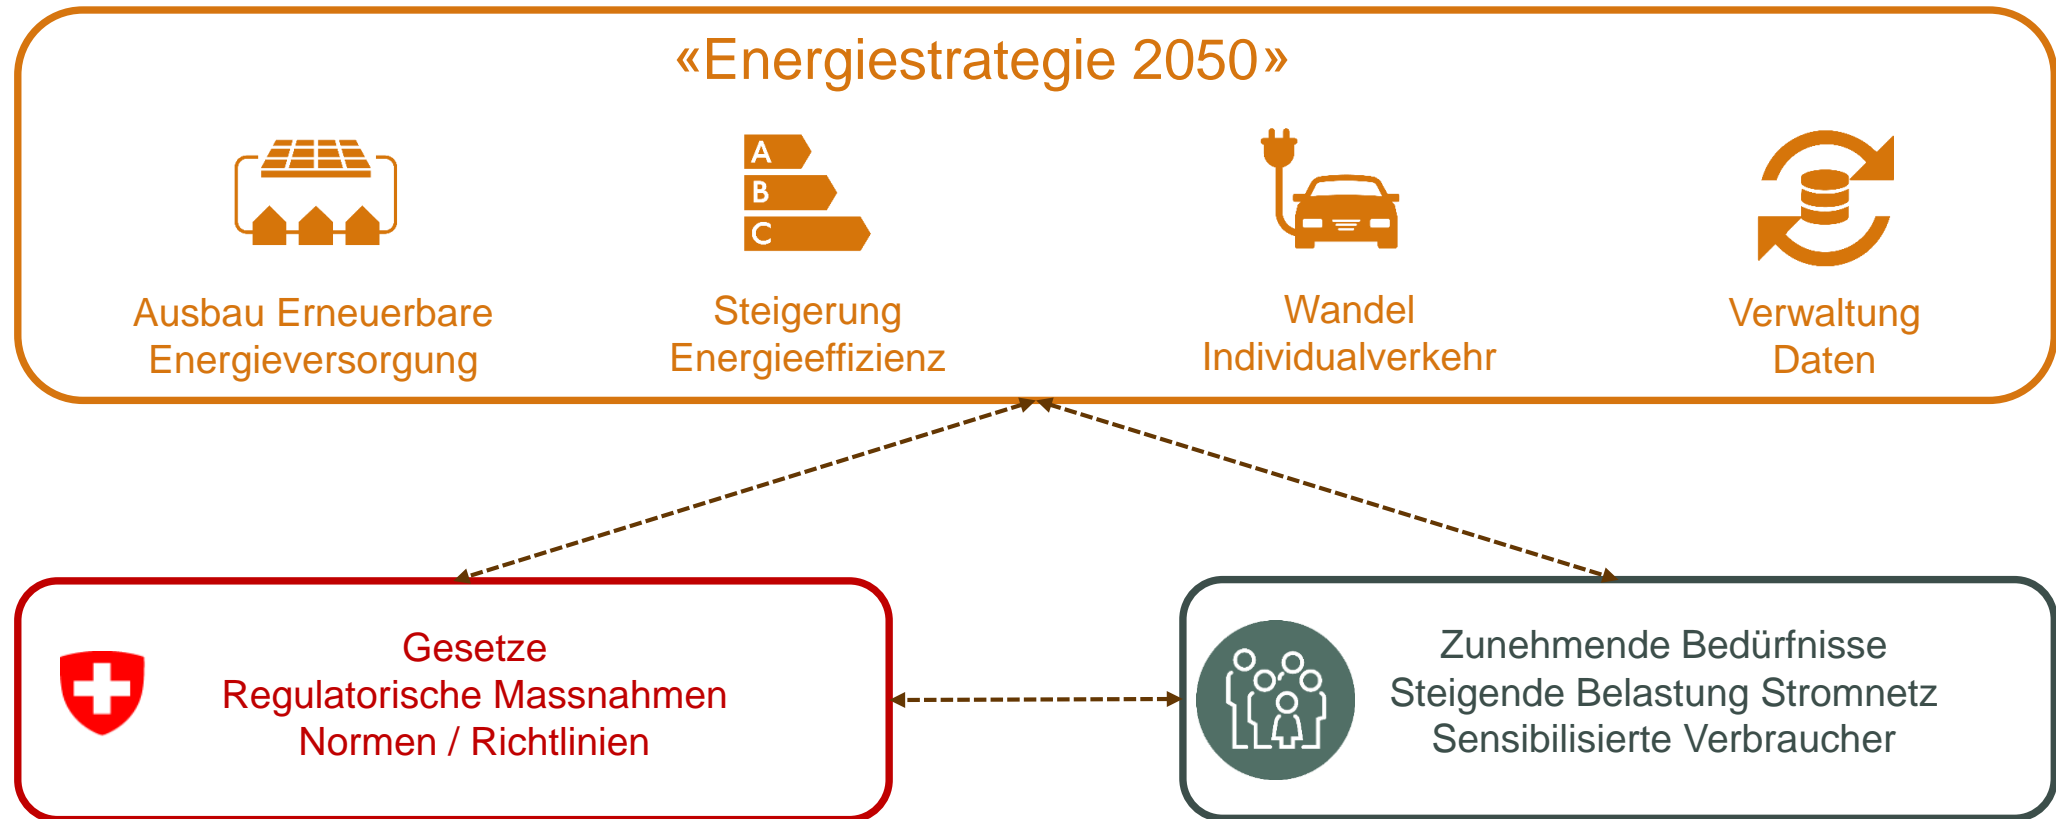 «Energiestrategie 2050»
A
B
C
Ausbau Erneuerbare
Energieversorgung
Steigerung
Energieeffizienz
Wandel
Individualverkehr
Verwaltung
Daten
Gesetze
Regulatorische Massnahmen
Normen / Richtlinien
Zunehmende Bedürfnisse
Steigende Belastung Stromnetz
Sensibilisierte Verbraucher